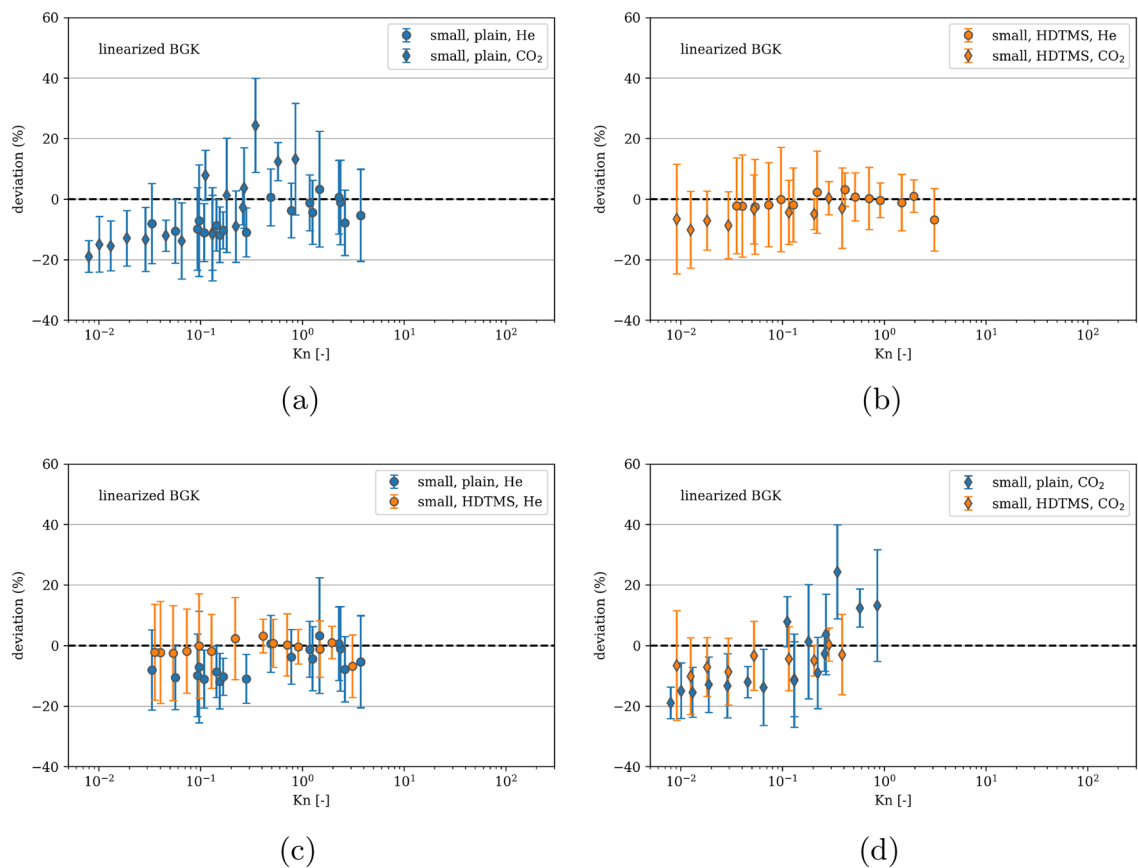 60
40
20
0
−20
−40
deviation (%)
linearized BGK
small, plain, He
small, plain, CO₂
10⁻² 10⁻¹ 10⁰ 10¹ 10²
Kn [-]
(a)
60
40
20
0
−20
−40
deviation (%)
linearized BGK
small, HDTMS, He
small, HDTMS, CO₂
10⁻² 10⁻¹ 10⁰ 10¹ 10²
Kn [-]
(b)
60
40
20
0
−20
−40
deviation (%)
linearized BGK
small, plain, He
small, HDTMS, He
10⁻² 10⁻¹ 10⁰ 10¹ 10²
Kn [-]
(c)
60
40
20
0
−20
−40
deviation (%)
linearized BGK
small, plain, CO₂
small, HDTMS, CO₂
10⁻² 10⁻¹ 10⁰ 10¹ 10²
Kn [-]
(d)